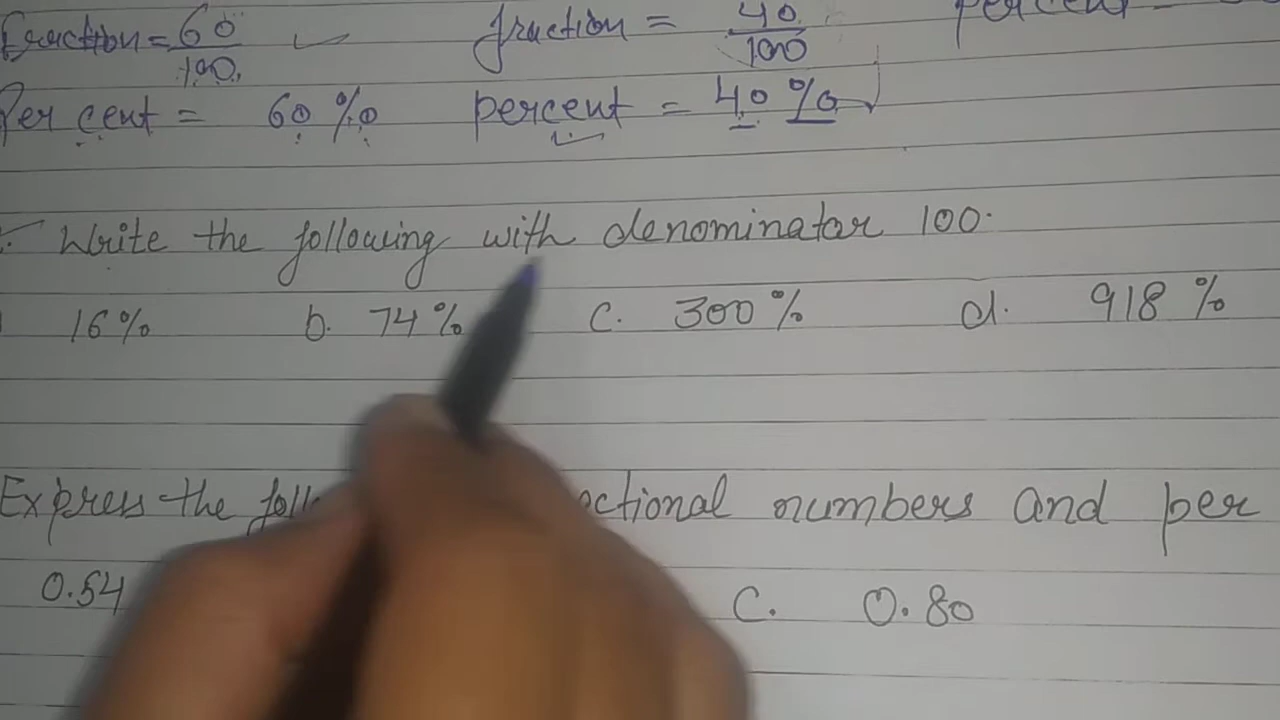 fraction = 60/100 fraction = 40/100 percent
Per cent = 60% percent = 40%
Write the following with denominator 100.
16% b. 74% c. 300% d. 918%
Express the numbers and per
0.54 c. 0.80